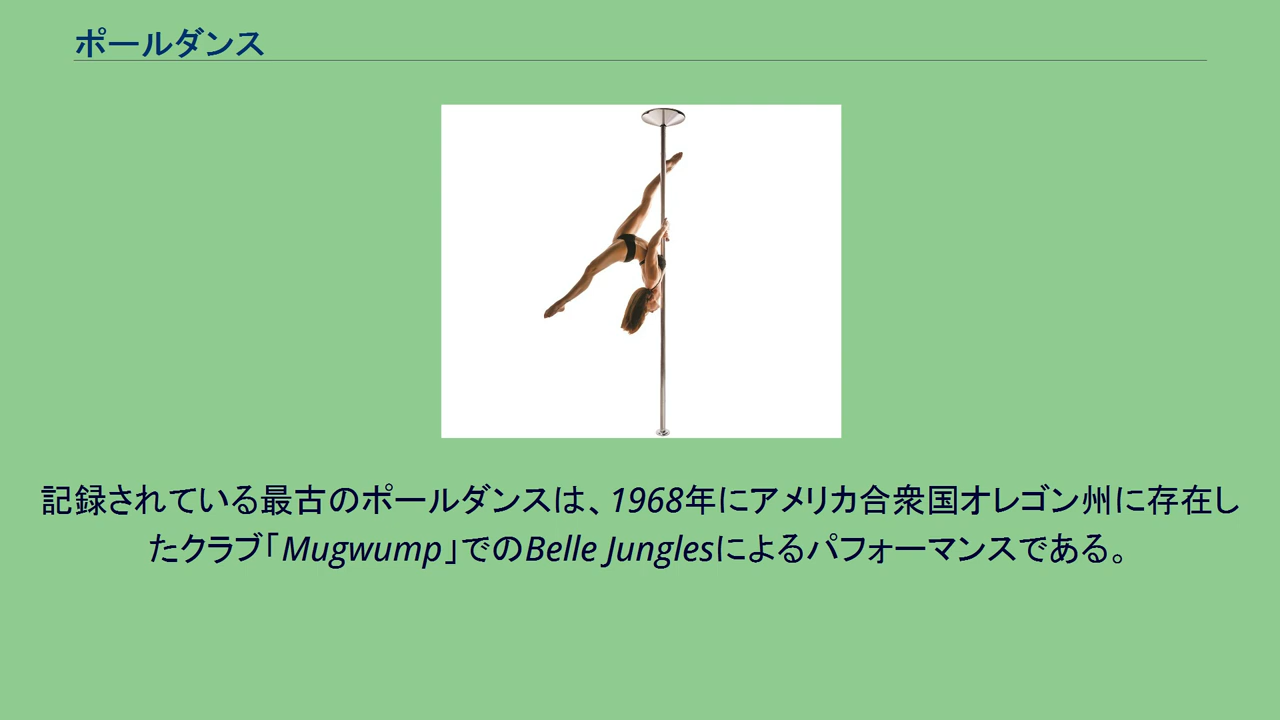 ポールダンス
記録されている最古のポールダンスは、1968年にアメリカ合衆国オレゴン州に存在し
たクラブ「Mugwump」でのBelle Junglesによるパフォーマンスである。